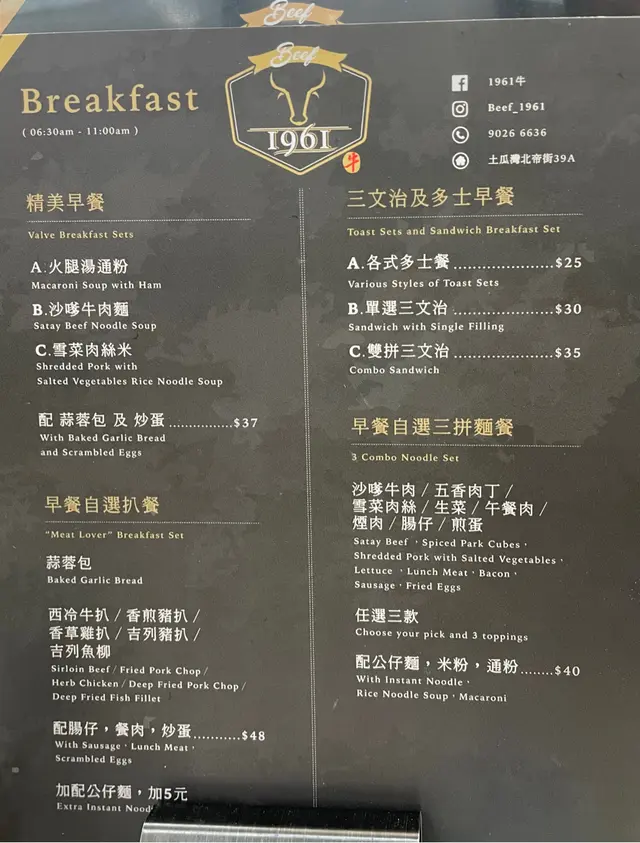 Beef
Beef
1961
牛
Breakfast
( 06:30am - 11:00am )
1961牛
Beef_1961
9026 6636
土瓜灣北帝街39A
精美早餐
Valve Breakfast Sets
A.火腿湯通粉
Macaroni Soup with Ham
B.沙嗲牛肉麵
Satay Beef Noodle Soup
C.雪菜肉絲米
Shredded Pork with
Salted Vegetables Rice Noodle Soup
配 蒜蓉包 及 炒蛋...............$37
With Baked Garlic Bread
and Scrambled Eggs
早餐自選扒餐
"Meat Lover" Breakfast Set
蒜蓉包
Baked Garlic Bread
西冷牛扒 / 香煎豬扒 /
香草雞扒 / 吉列豬扒 /
吉列魚柳
Sirloin Beef / Fried Pork Chop /
Herb Chicken / Deep Fried Pork Chop /
Deep Fried Fish Fillet
配腸仔，餐肉，炒蛋...........$48
With Sausage，Lunch Meat，
Scrambled Eggs
加配公仔麵，加5元
Extra Instant
三文治及多士早餐
Toast Sets and Sandwich Breakfast Set
A.各式多士餐....................$25
Various Styles of Toast Sets
B.單選三文治....................$30
Sandwich with Single Filling
C.雙拼三文治....................$35
Combo Sandwich
早餐自選三拼麵餐
3 Combo Noodle Set
沙嗲牛肉 / 五香肉丁 /
雪菜肉絲 / 生菜 / 午餐肉 /
煙肉 / 腸仔 / 煎蛋
Satay Beef，Spiced Park Cubes，
Shredded Pork with Salted Vegetables，
Lettuce，Lunch Meat，Bacon，
Sausage，Fried Eggs
任選三款
Choose your pick and 3 toppings
配公仔麵，米粉，通粉.......$40
With Instant Noodle，
Rice Noodle Soup，Macaroni